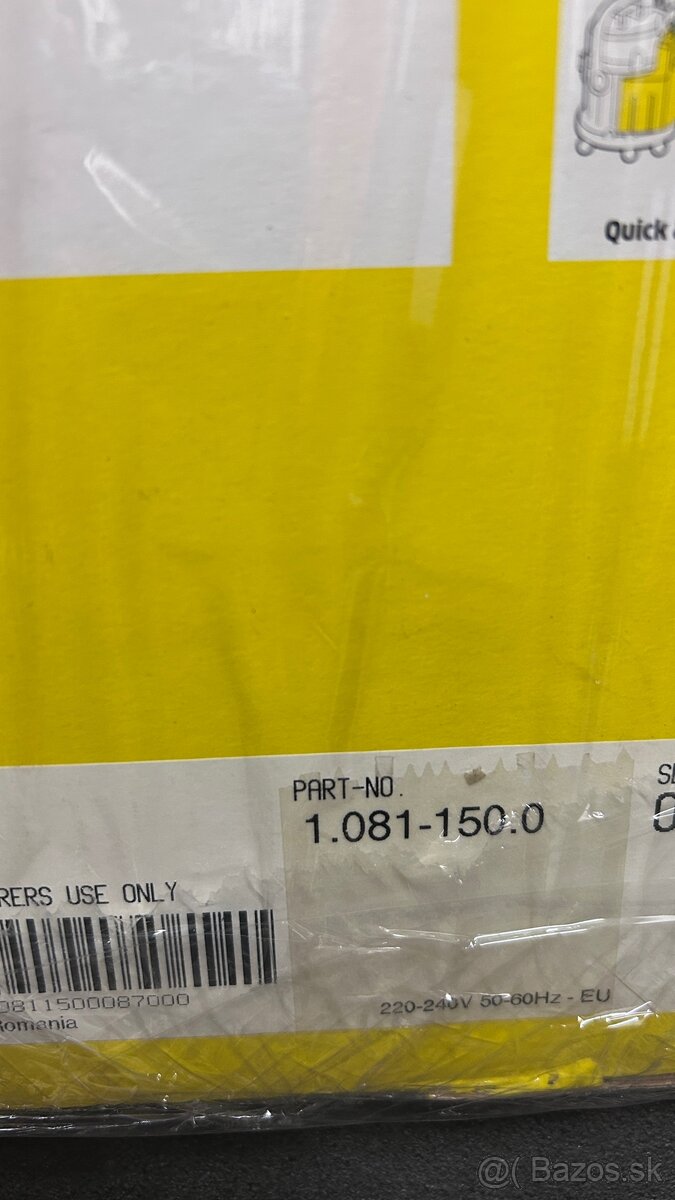 Quick
PART-NO.
1.081-150.0
RERS USE ONLY
0811500087000
Romania
220-240V 50-60Hz - EU
@( Bazos.sk